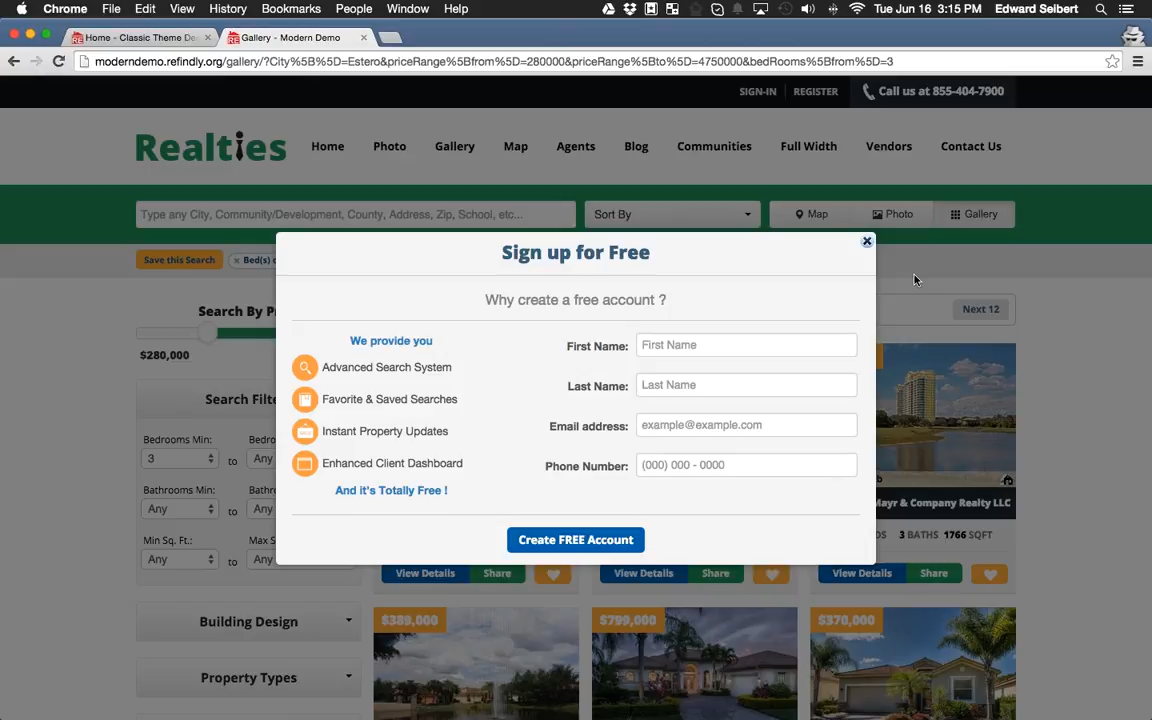 Chrome File Edit View History Bookmarks People Window Help Tue Jun 16 3:15 PM Edward Seibert
Home - Classic Theme De Gallery - Modern Demo
moderndemo.refindly.org/gallery/?City%5B%5D=Estero&priceRange%5Bfrom%5D=280000&priceRange%5Bto%5D=4750000&bedRooms%5Bfrom%5D=3
SIGN-IN REGISTER Call us at 855-404-7900
Realties Home Photo Gallery Map Agents Blog Communities Full Width Vendors Contact Us
Type any City, Community/Development, County, Address, Zip, School, etc... Sort By Map Photo Gallery
Save this Search Bed(s)
Sign up for Free
Why create a free account ?
Search By
Next 12
$280,000
We provide you
Advanced Search System
Favorite & Saved Searches
Instant Property Updates
Enhanced Client Dashboard
And it's Totally Free !
First Name: First Name
Last Name: Last Name
Email address: example@example.com
Phone Number: (000) 000 - 0000
Create FREE Account
Bedrooms Min:
3 to Any
Bathrooms Min:
Any to Any
Min Sq. Ft.: Max
Any to Any
Mayr & Company Realty LLC
3 BATHS 1766 SQFT
View Details Share View Details Share View Details Share
Building Design
Property Types
$389,000 $799,000 $370,000